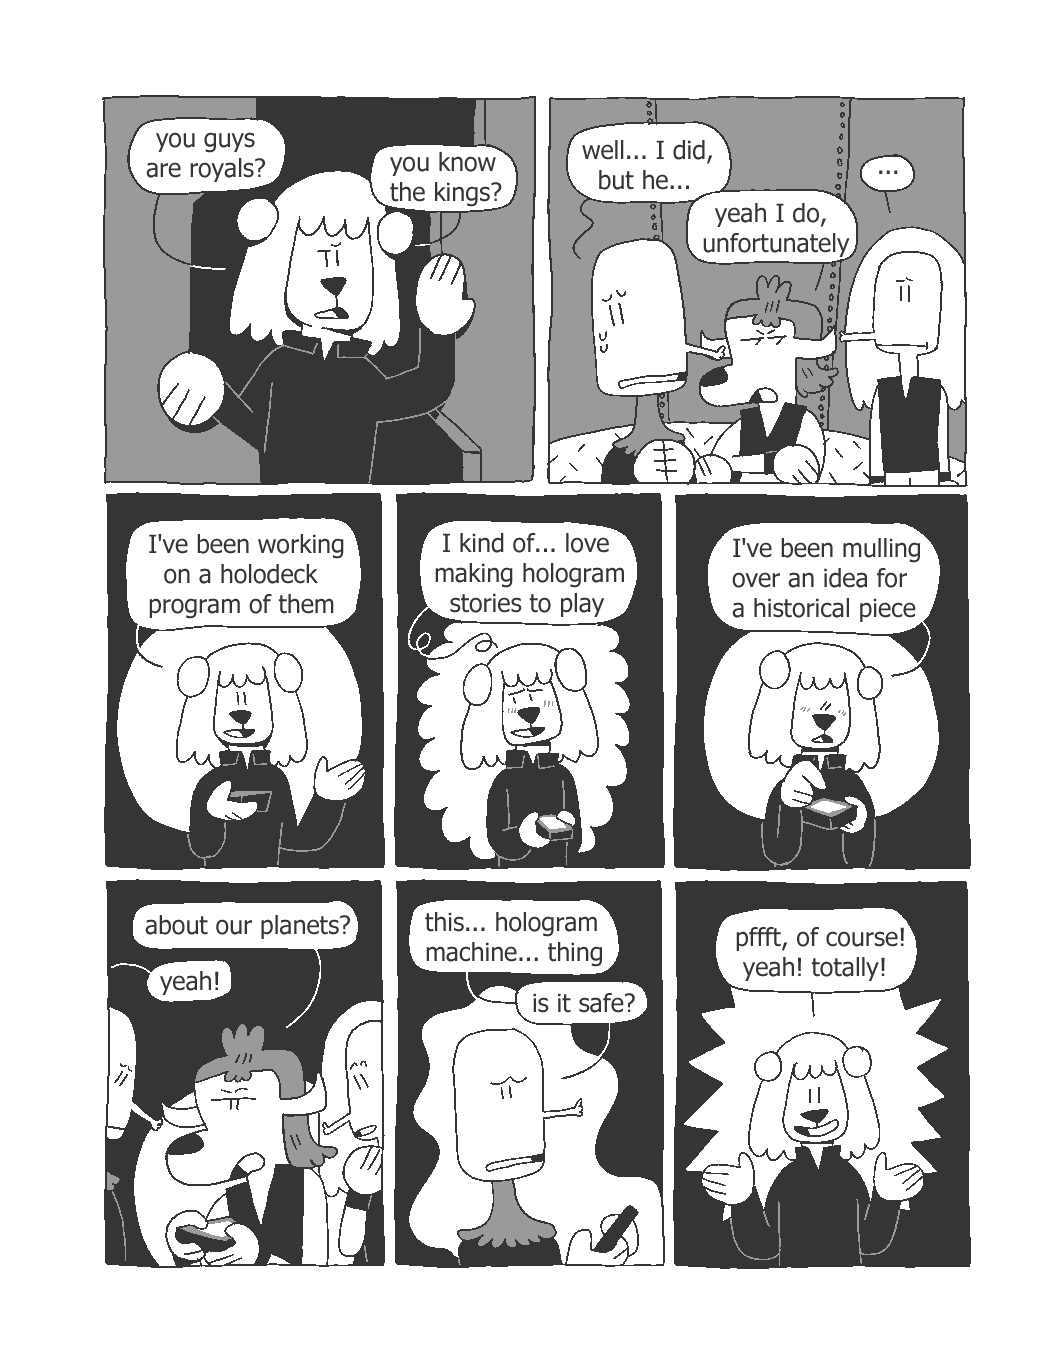 you guys
are royals?
you know
the kings?
well... I did,
but he...
yeah I do,
unfortunately
...
I've been working
on a holodeck
program of them
I kind of... love
making hologram
stories to play
I've been mulling
over an idea for
a historical piece
about our planets?
yeah!
this... hologram
machine... thing
is it safe?
pffft, of course!
yeah! totally!